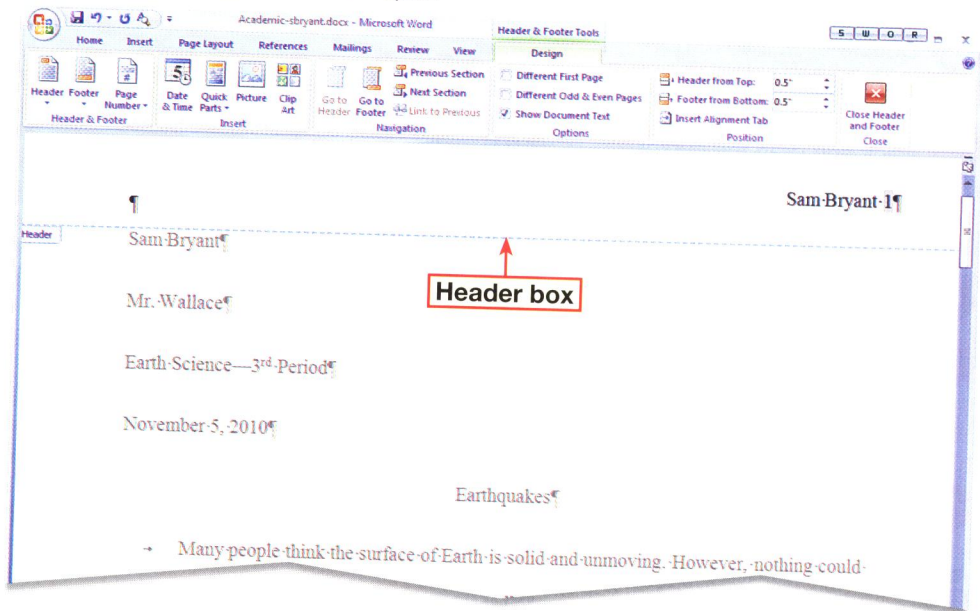 Academic-sbryant.docx - Microsoft Word
Header & Footer Tools
S W O R
Home Insert Page Layout References Mailings Review View Design
Header Footer Page Number
Header & Footer
Date & Time Quick Parts Picture Clip Art
Insert
Go to Header Go to Footer
Previous Section
Next Section
Link to Previous
Navigation
Different First Page
Different Odd & Even Pages
Show Document Text
Options
Header from Top: 0.5"
Footer from Bottom: 0.5"
Insert Alignment Tab
Position
Close Header and Footer
Close
¶ Sam·Bryant·1¶
Header
Sam·Bryant¶
Header box
Mr.·Wallace¶
Earth·Science—3rd·Period¶
November·5,·2010¶
Earthquakes¶
→ Many·people·think·the·surface·of·Earth·is·solid·and·unmoving.·However,·nothing·could·